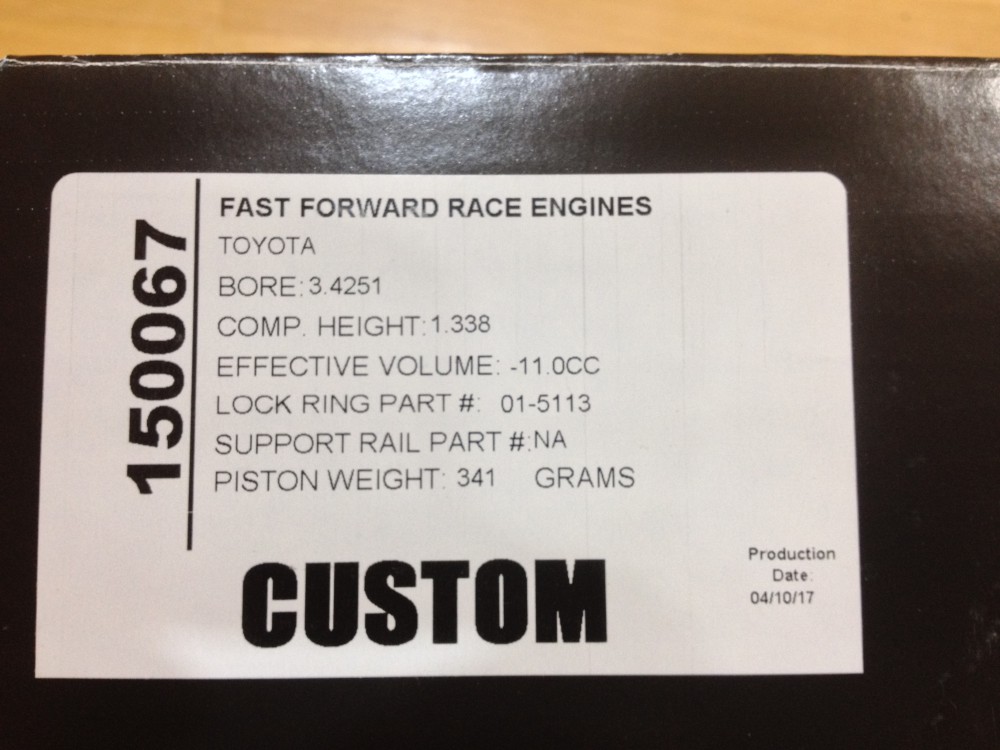 150067
FAST FORWARD RACE ENGINES
TOYOTA
BORE: 3.4251
COMP. HEIGHT: 1.338
EFFECTIVE VOLUME: -11.0CC
LOCK RING PART #: 01-5113
SUPPORT RAIL PART #:NA
PISTON WEIGHT: 341 GRAMS
CUSTOM
Production
Date:
04/10/17